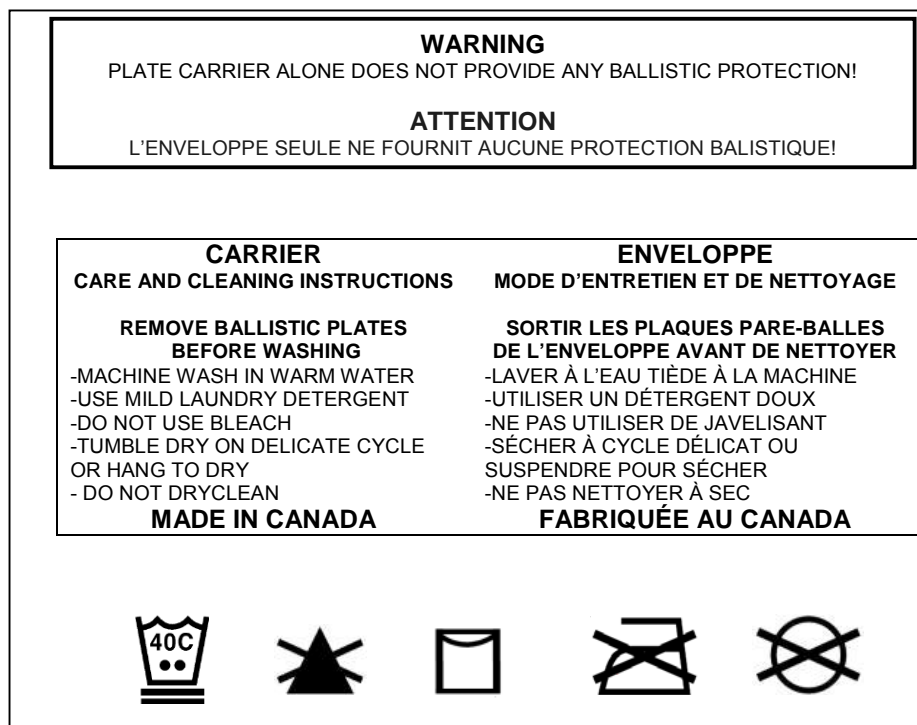 WARNING
PLATE CARRIER ALONE DOES NOT PROVIDE ANY BALLISTIC PROTECTION!
ATTENTION
L’ENVELOPPE SEULE NE FOURNIT AUCUNE PROTECTION BALISTIQUE!
CARRIER
CARE AND CLEANING INSTRUCTIONS
REMOVE BALLISTIC PLATES
BEFORE WASHING
-MACHINE WASH IN WARM WATER
-USE MILD LAUNDRY DETERGENT
-DO NOT USE BLEACH
-TUMBLE DRY ON DELICATE CYCLE
OR HANG TO DRY
- DO NOT DRYCLEAN
MADE IN CANADA
ENVELOPPE
MODE D’ENTRETIEN ET DE NETTOYAGE
SORTIR LES PLAQUES PARE-BALLES
DE L’ENVELOPPE AVANT DE NETTOYER
-LAVER À L’EAU TIÈDE À LA MACHINE
-UTILISER UN DÉTERGENT DOUX
-NE PAS UTILISER DE JAVELISANT
-SÉCHER À CYCLE DÉLICAT OU
SUSPENDRE POUR SÉCHER
-NE PAS NETTOYER À SEC
FABRIQUÉE AU CANADA
40C